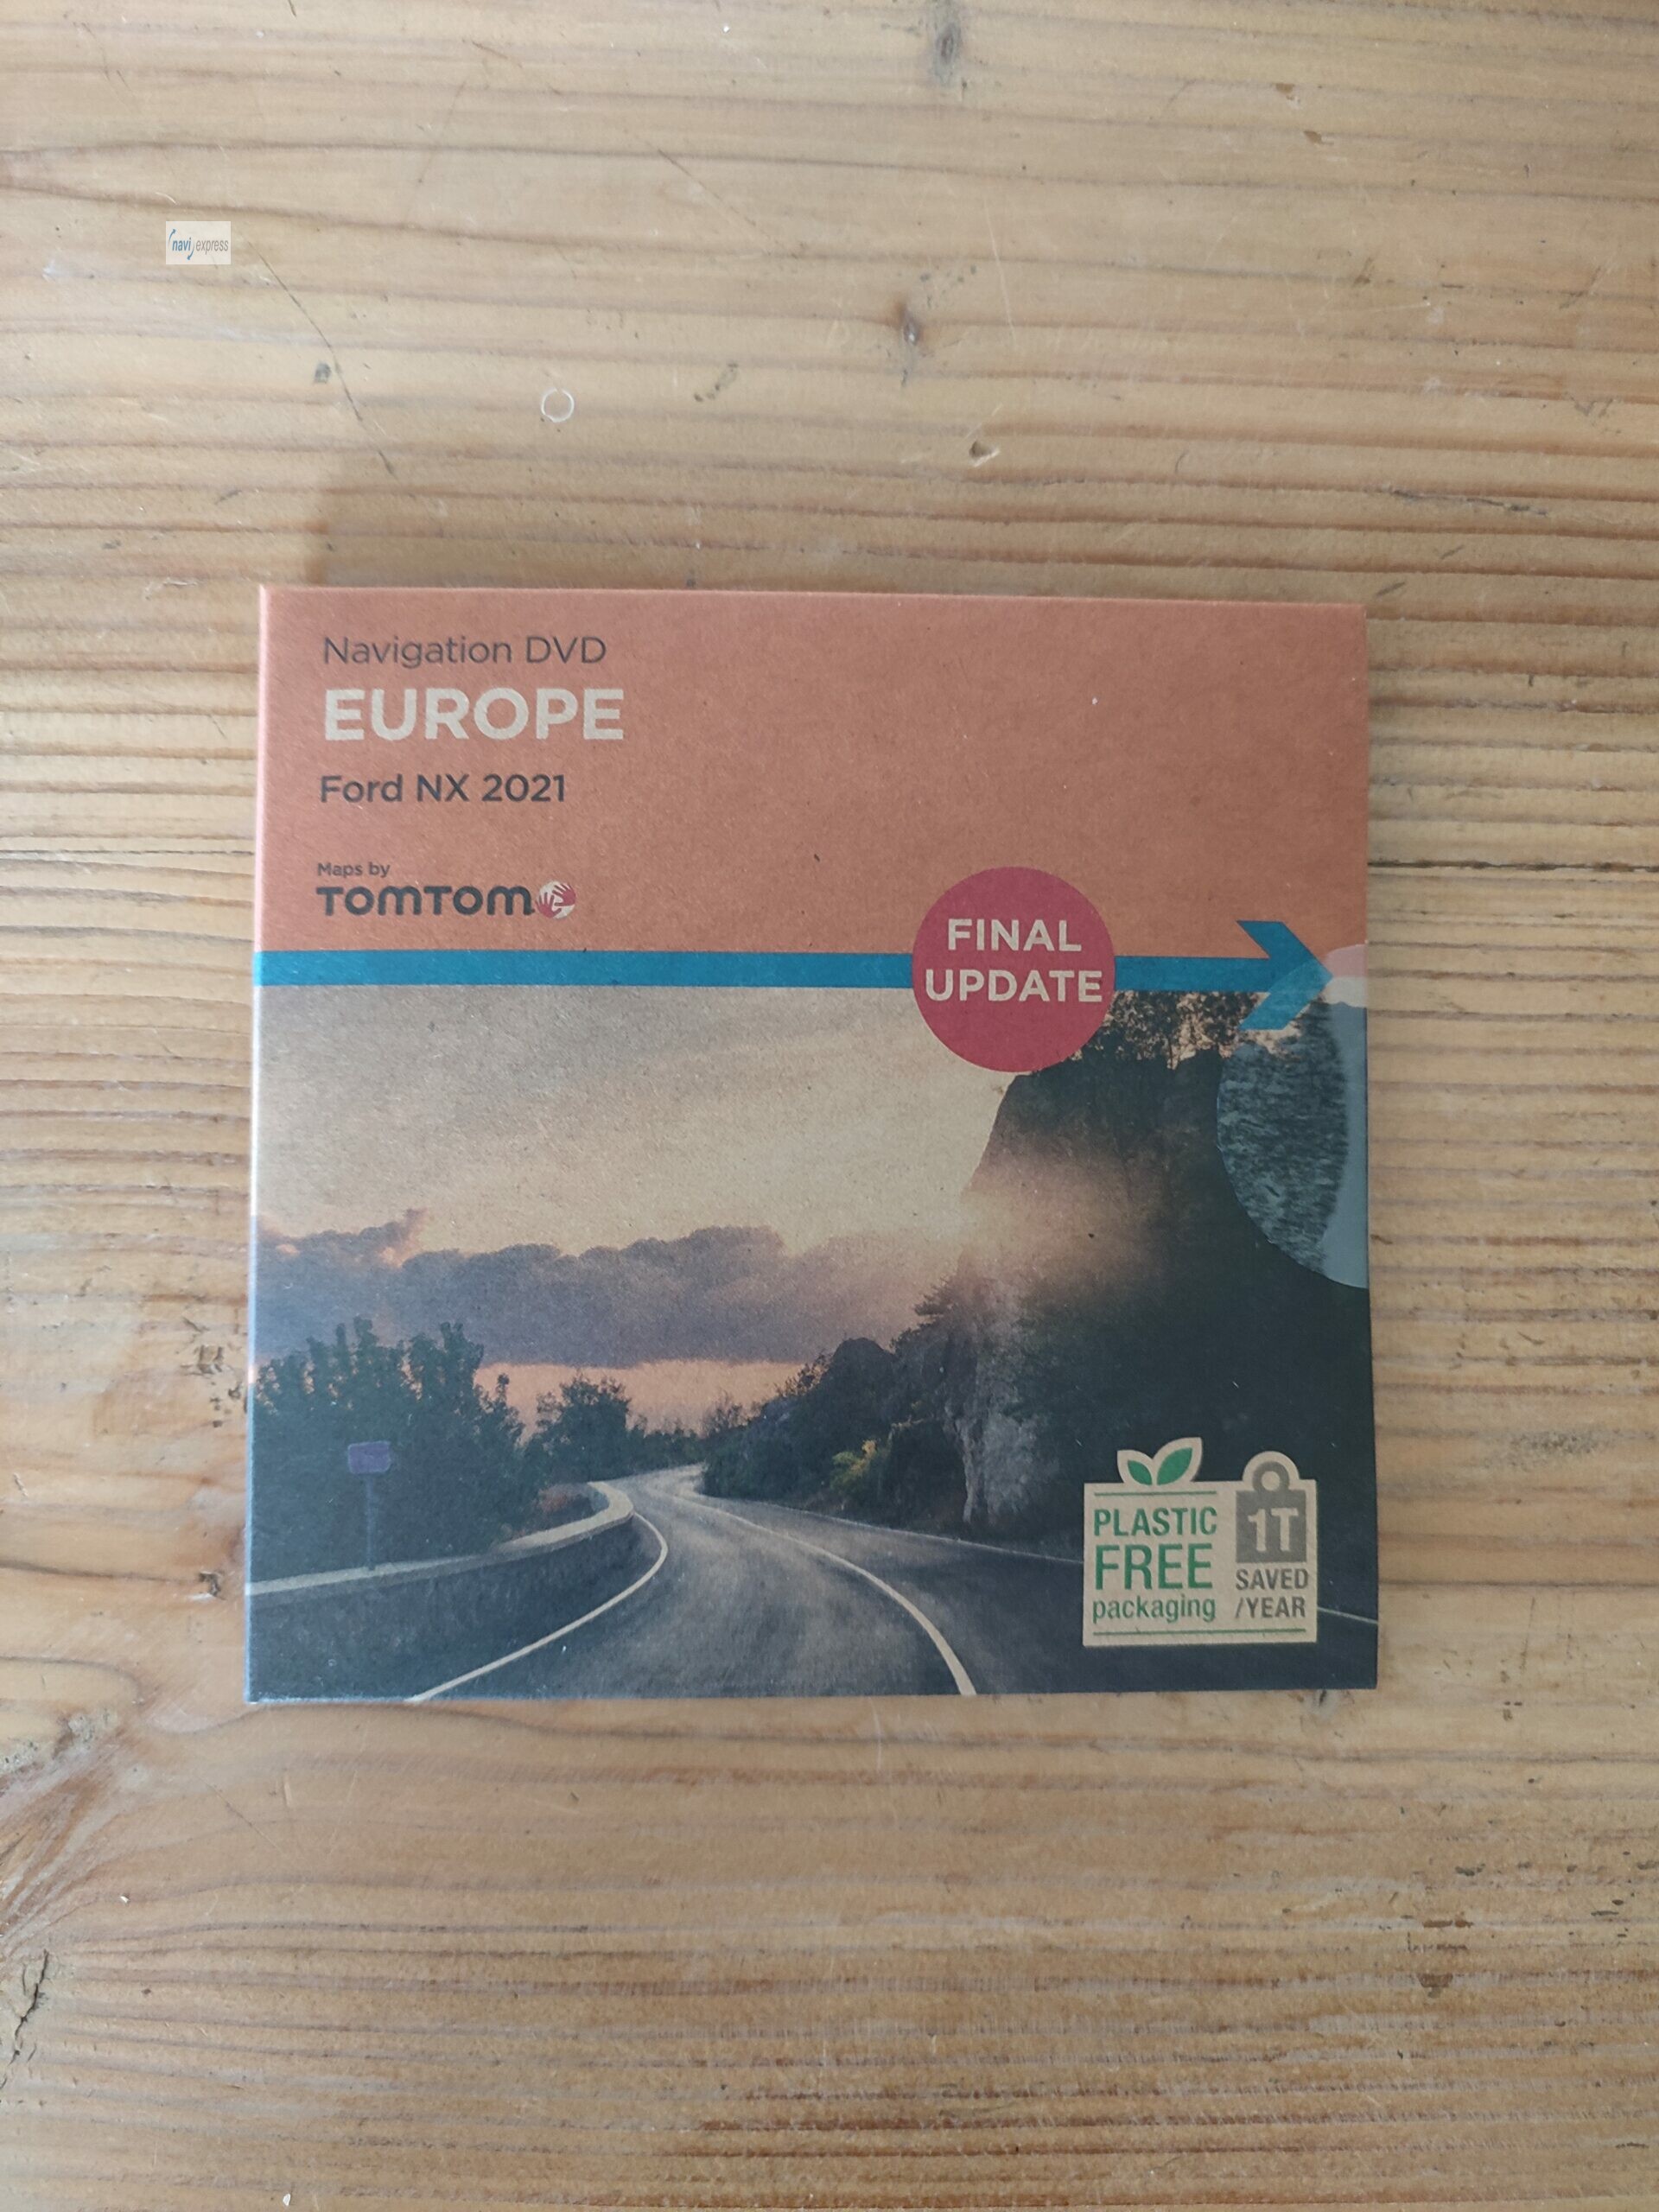 navi express
Navigation DVD
EUROPE
Ford NX 2021
Maps by
TOMTOM
FINAL
UPDATE
PLASTIC
FREE
packaging
1T
SAVED
/YEAR